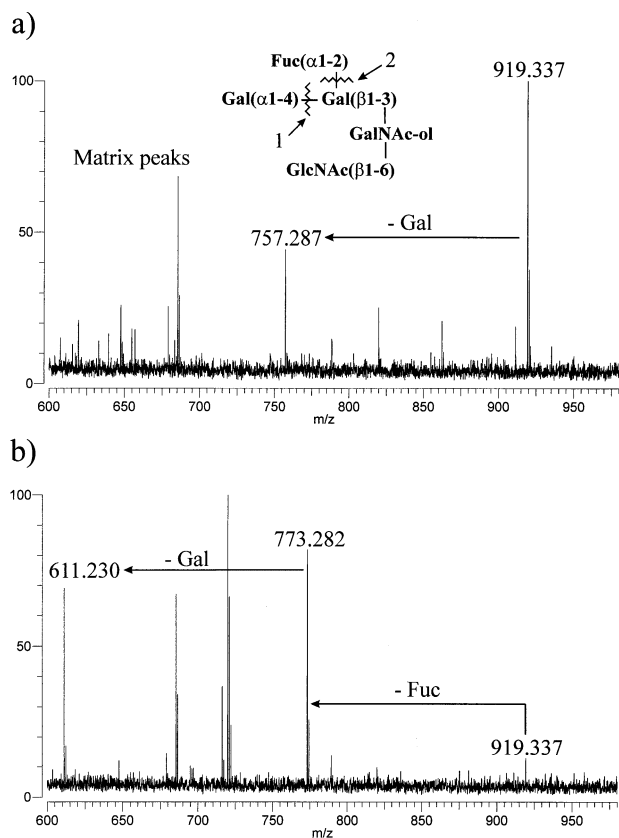 a)
Fuc(α1-2)
2
919.337
100
Gal(α1-4) Gal(β1-3)
1
GalNAc-ol
GlcNAc(β1-6)
Matrix peaks
50
757.287
- Gal
0
600 650 700 750 800 850 900 950
m/z
b)
100
773.282
- Gal
611.230
50
- Fuc
919.337
0
600 650 700 750 800 850 900 950
m/z